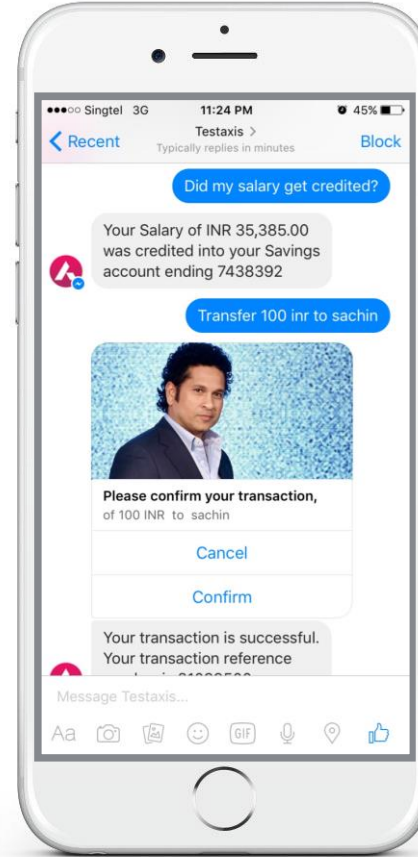 Singtel 3G 11:24 PM 45%
Recent
Testaxis >
Typically replies in minutes
Block
Did my salary get credited?
Your Salary of INR 35,385.00
was credited into your Savings
account ending 7438392
Transfer 100 inr to sachin
Please confirm your transaction,
of 100 INR to sachin
Cancel
Confirm
Your transaction is successful.
Your transaction reference
Message Testaxis...
Aa
GIF